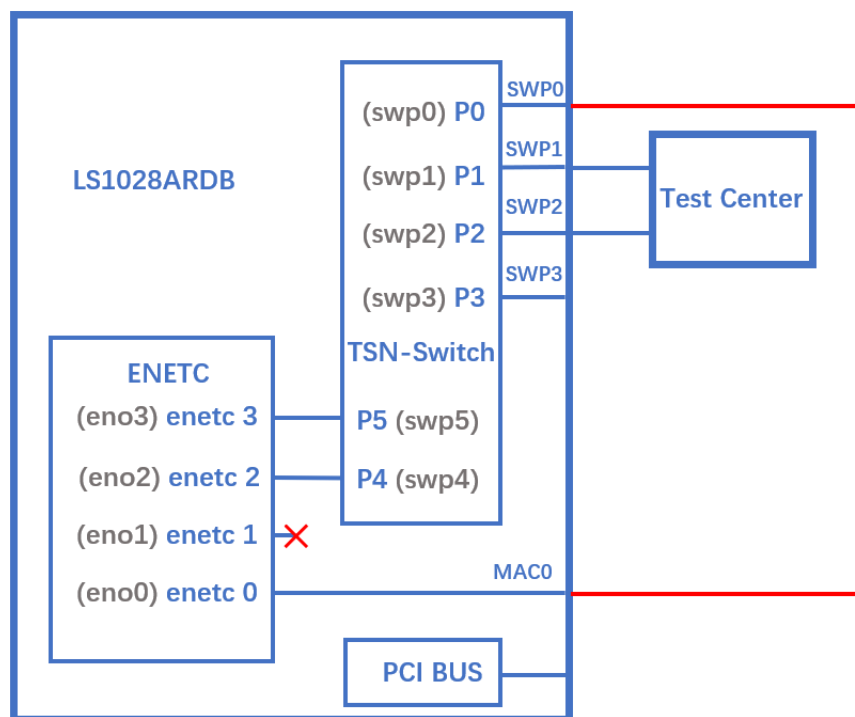 LS1028ARDB
(swp0) P0
SWP0
(swp1) P1
SWP1
(swp2) P2
SWP2
(swp3) P3
SWP3
TSN-Switch
P5 (swp5)
P4 (swp4)
Test Center
ENETC
(eno3) enetc 3
(eno2) enetc 2
(eno1) enetc 1
(eno0) enetc 0
MAC0
PCI BUS